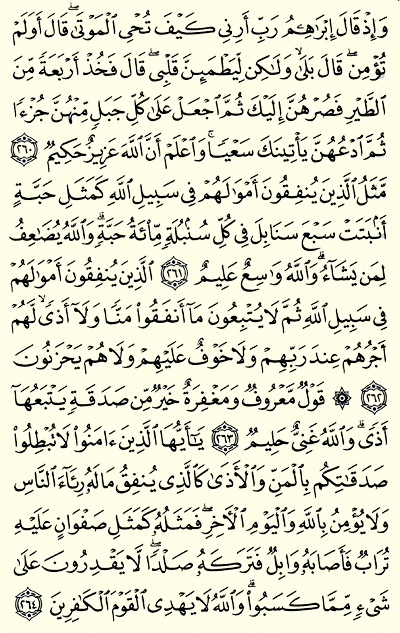 وَإِذْ قَالَ إِبْرَٰهِـۧمُ رَبِّ أَرِنِي كَيْفَ تُحْيِ ٱلْمَوْتَىٰ ۖ قَالَ أَوَلَمْ
تُؤْمِن ۖ قَالَ بَلَىٰ وَلَٰكِن لِّيَطْمَئِنَّ قَلْبِي ۖ قَالَ فَخُذْ أَرْبَعَةً مِّنَ
ٱلطَّيْرِ فَصُرْهُنَّ إِلَيْكَ ثُمَّ ٱجْعَلْ عَلَىٰ كُلِّ جَبَلٍ مِّنْهُنَّ جُزْءًا
ثُمَّ ٱدْعُهُنَّ يَأْتِينَكَ سَعْيًا ۚ وَٱعْلَمْ أَنَّ ٱللَّهَ عَزِيزٌ حَكِيمٌ ٢٦٠
مَّثَلُ ٱلَّذِينَ يُنفِقُونَ أَمْوَٰلَهُمْ فِي سَبِيلِ ٱللَّهِ كَمَثَلِ حَبَّةٍ
أَنۢبَتَتْ سَبْعَ سَنَابِلَ فِي كُلِّ سُنۢبُلَةٍ مِّا۟ئَةُ حَبَّةٍ ۗ وَٱللَّهُ يُضَٰعِفُ
لِمَن يَشَآءُ ۗ وَٱللَّهُ وَٰسِعٌ عَلِيمٌ ٢٦١ ٱلَّذِينَ يُنفِقُونَ أَمْوَٰلَهُمْ
فِي سَبِيلِ ٱللَّهِ ثُمَّ لَا يُتْبِعُونَ مَآ أَنفَقُوا۟ مَنًّا وَلَآ أَذًى ۙ لَّهُمْ
أَجْرُهُمْ عِندَ رَبِّهِمْ وَلَا خَوْفٌ عَلَيْهِمْ وَلَا هُمْ يَحْزَنُونَ
٢٦٢ ۞ قَوْلٌ مَّعْرُوفٌ وَمَغْفِرَةٌ خَيْرٌ مِّن صَدَقَةٍ يَتْبَعُهَآ
أَذًى ۗ وَٱللَّهُ غَنِيٌّ حَلِيمٌ ٢٦٣ يَٰٓأَيُّهَا ٱلَّذِينَ ءَامَنُوا۟ لَا تُبْطِلُوا۟
صَدَقَٰتِكُم بِٱلْمَنِّ وَٱلْأَذَىٰ كَٱلَّذِي يُنفِقُ مَالَهُۥ رِئَآءَ ٱلنَّاسِ
وَلَا يُؤْمِنُ بِٱللَّهِ وَٱلْيَوْمِ ٱلْءَاخِرِ ۖ فَمَثَلُهُۥ كَمَثَلِ صَفْوَانٍ عَلَيْهِ
تُرَابٌ فَأَصَابَهُۥ وَابِلٌ فَتَرَكَهُۥ صَلْدًا ۖ لَّا يَقْدِرُونَ عَلَىٰ
شَيْءٍ مِّمَّا كَسَبُوا۟ ۗ وَٱللَّهُ لَا يَهْدِي ٱلْقَوْمَ ٱلْكَٰفِرِينَ ٢٦٤